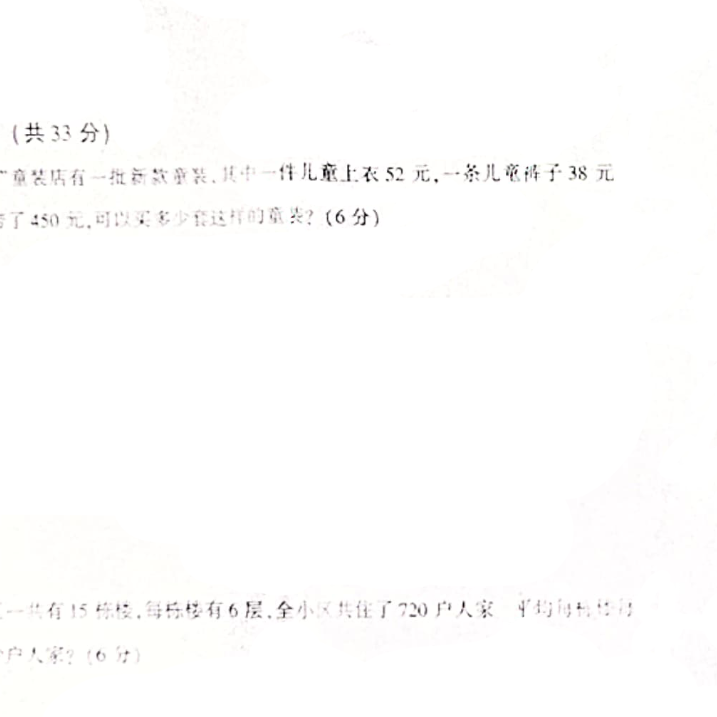 (共 33 分)
童装店有一批新款童装,其中一件儿童上衣 52 元,一条儿童裤子 38 元
了 450 元,可以买多少套这样的童装? (6 分)
一共有 15 栋楼,每栋楼有 6 层,全小区共住了 720 户人家 平均每栋楼每
户人家? (6 分)